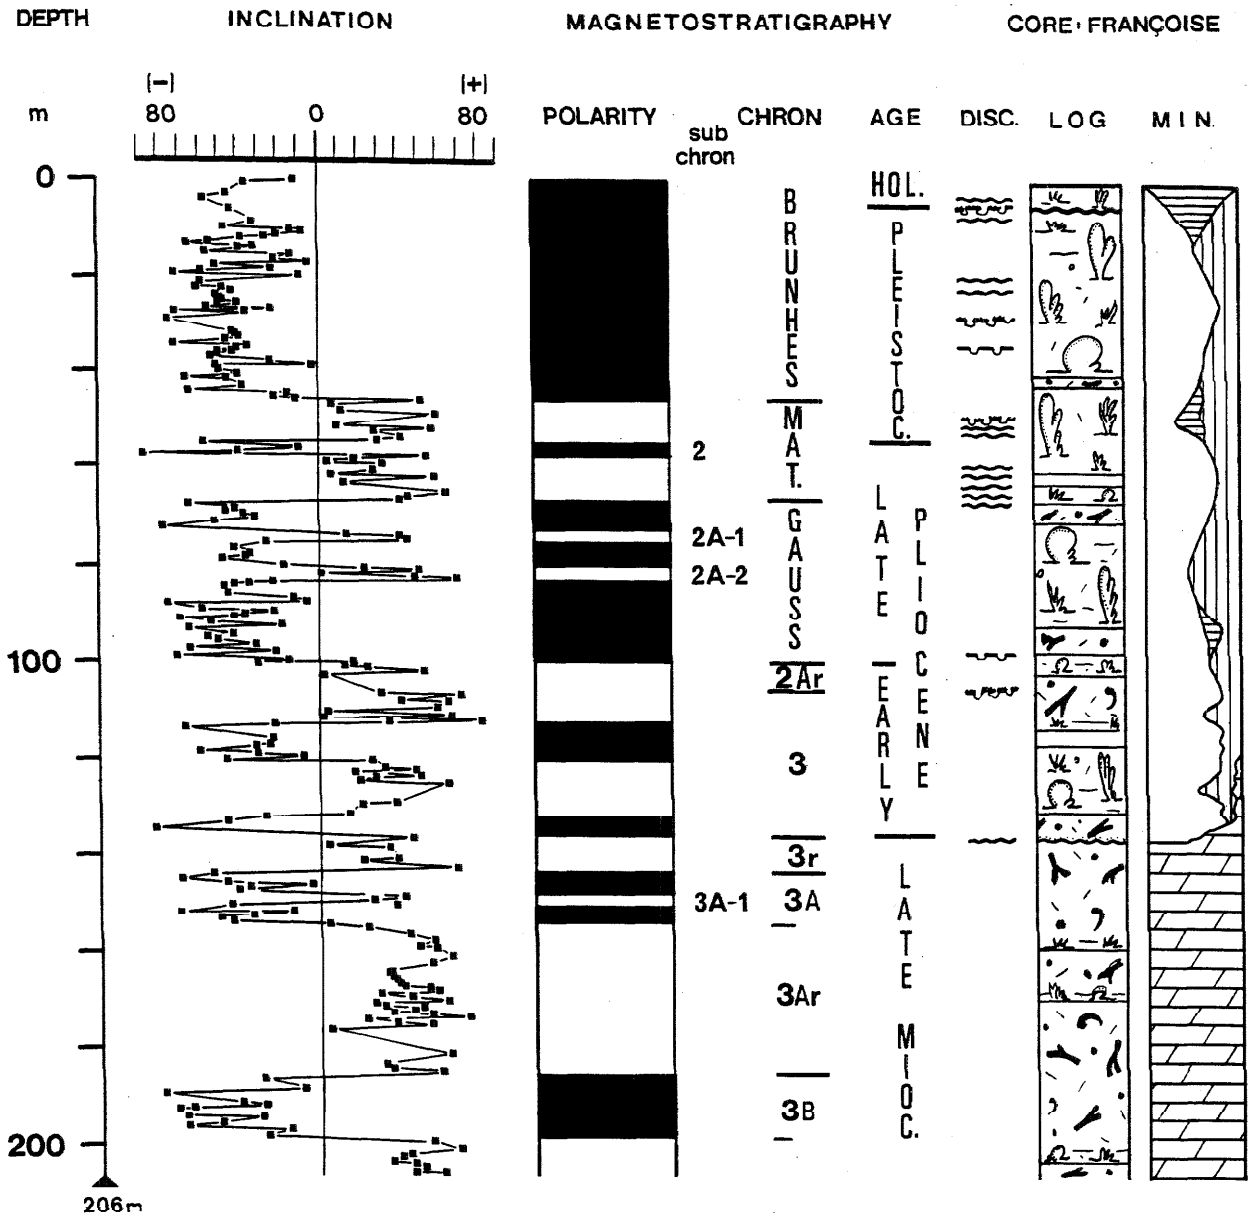 DEPTH INCLINATION MAGNETOSTRATIGRAPHY CORE: FRANÇOISE
(-) (+)
m 80 0 80 POLARITY sub chron CHRON AGE DISC. LOG MIN.
0
100
200
206m
2
2A-1
2A-2
3A-1
BRUNHES
MAT.
GAUSS
2Ar
3
3r
3A
3Ar
3B
HOL.
PLEISTOC.
LATE
EARLY
PLIOCENE
LATE MIOC.